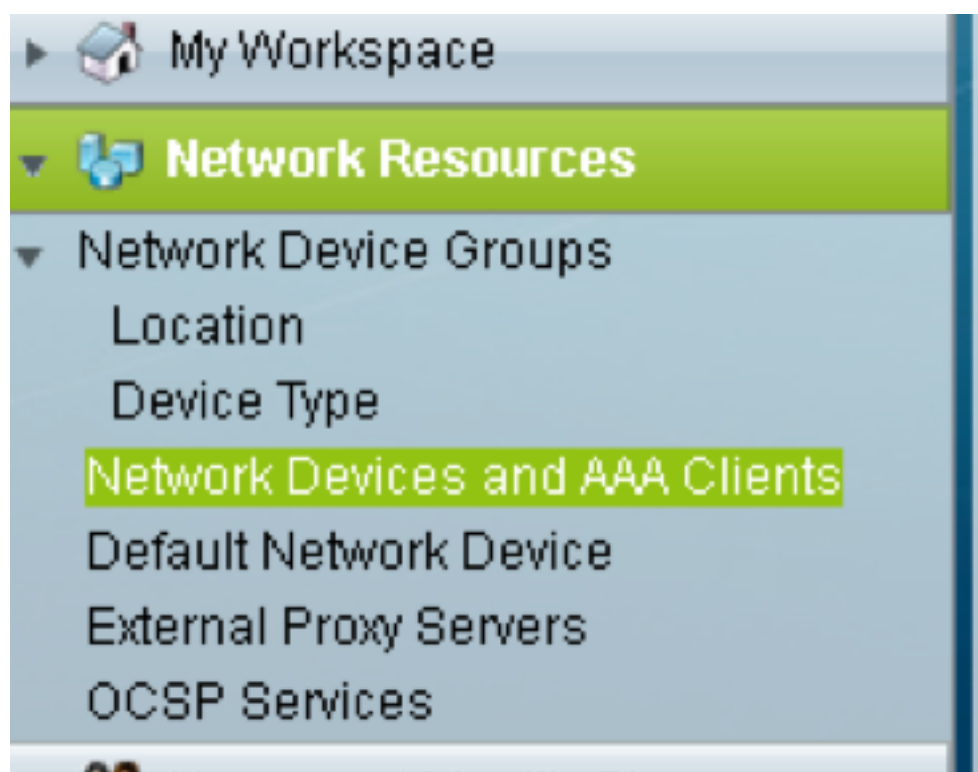 My Workspace
Network Resources
Network Device Groups
Location
Device Type
Network Devices and AAA Clients
Default Network Device
External Proxy Servers
OCSP Services